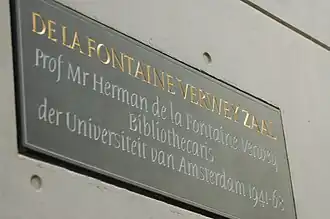 DE LA FONTAINE VERWEY ZAAL
Prof Mr Herman de la Fontaine Verwey
Bibliothecaris
der Universiteit van Amsterdam 1941-68